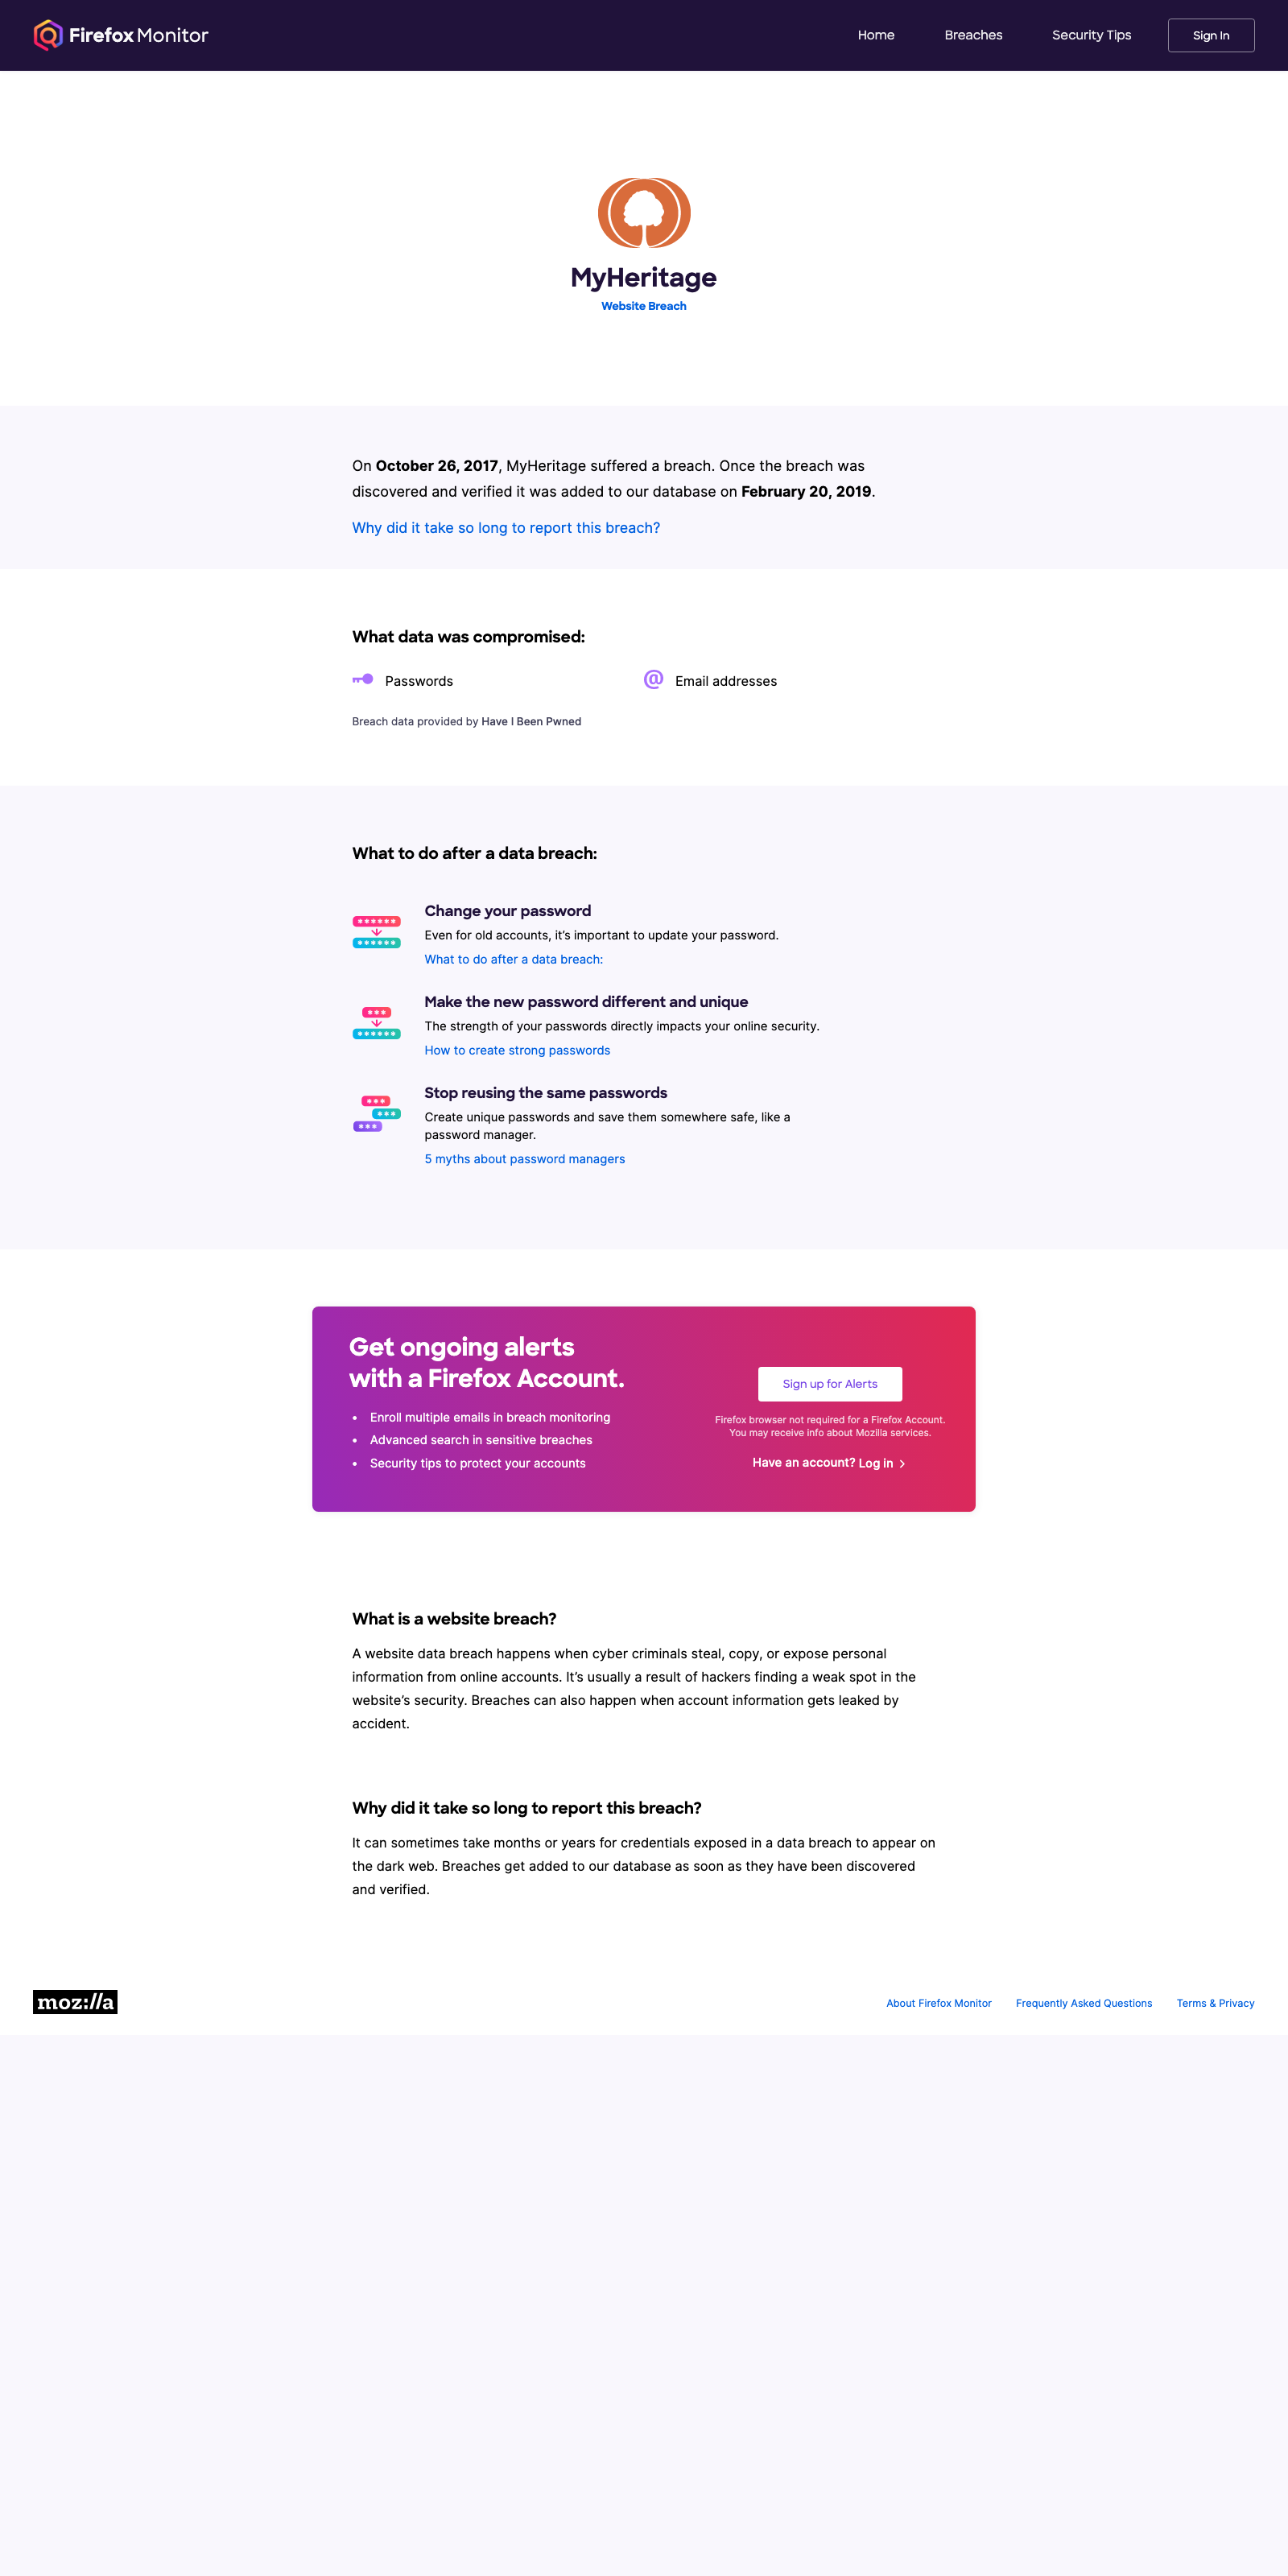 Firefox Monitor
Home
Breaches
Security Tips
Sign In
MyHeritage
Website Breach
On October 26, 2017, MyHeritage suffered a breach. Once the breach was
discovered and verified it was added to our database on February 20, 2019.
Why did it take so long to report this breach?
What data was compromised:
Passwords
@ Email addresses
Breach data provided by Have I Been Pwned
What to do after a data breach:
Change your password
Even for old accounts, it’s important to update your password.
What to do after a data breach:
Make the new password different and unique
The strength of your passwords directly impacts your online security.
How to create strong passwords
Stop reusing the same passwords
Create unique passwords and save them somewhere safe, like a
password manager.
5 myths about password managers
Get ongoing alerts
with a Firefox Account.
• Enroll multiple emails in breach monitoring
• Advanced search in sensitive breaches
• Security tips to protect your accounts
Sign up for Alerts
Firefox browser not required for a Firefox Account.
You may receive info about Mozilla services.
Have an account? Log in
What is a website breach?
A website data breach happens when cyber criminals steal, copy, or expose personal
information from online accounts. It’s usually a result of hackers finding a weak spot in the
website’s security. Breaches can also happen when account information gets leaked by
accident.
Why did it take so long to report this breach?
It can sometimes take months or years for credentials exposed in a data breach to appear on
the dark web. Breaches get added to our database as soon as they have been discovered
and verified.
moz://a
About Firefox Monitor
Frequently Asked Questions
Terms & Privacy